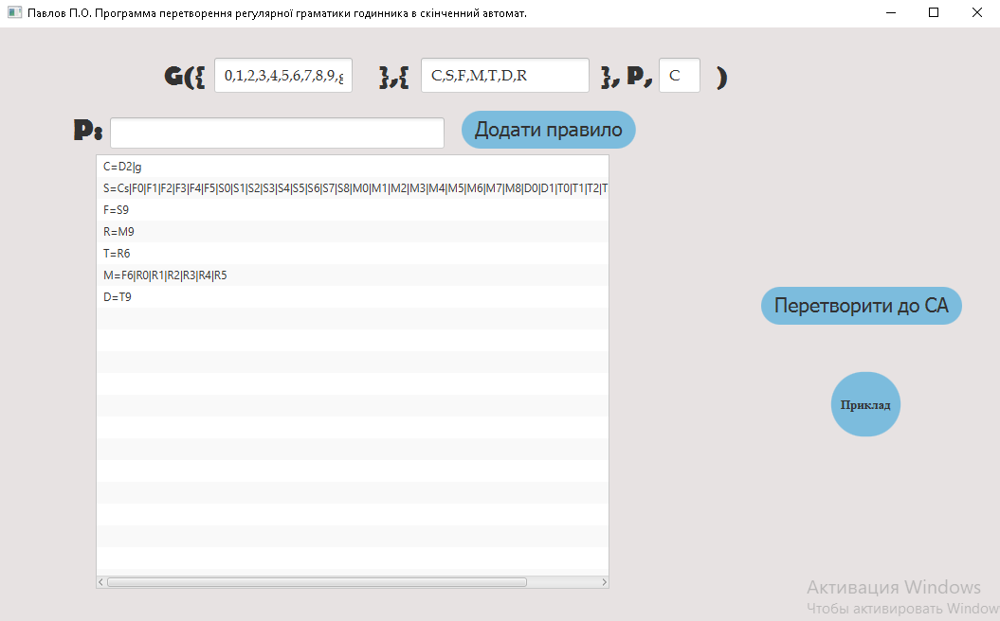 Павлов П.О. Программа перетворення регулярної граматики годинника в скінченний автомат.
G({ 0,1,2,3,4,5,6,7,8,9,g },{ C,S,F,M,T,D,R }, P, C )
P: Додати правило
C=D2|g
S=Cs|F0|F1|F2|F3|F4|F5|S0|S1|S2|S3|S4|S5|S6|S7|S8|M0|M1|M2|M3|M4|M5|M6|M7|M8|D0|D1|T0|T1|T2|T
F=S9
R=M9
T=R6
M=F6|R0|R1|R2|R3|R4|R5
D=T9
Перетворити до СА
Приклад
Активация Windows
Чтобы активировать Window